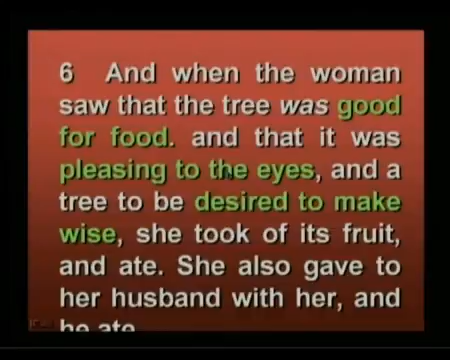 6 And when the woman
saw that the tree was good
for food. and that it was
pleasing to the eyes, and a
tree to be desired to make
wise, she took of its fruit,
and ate. She also gave to
her husband with her, and
he ate